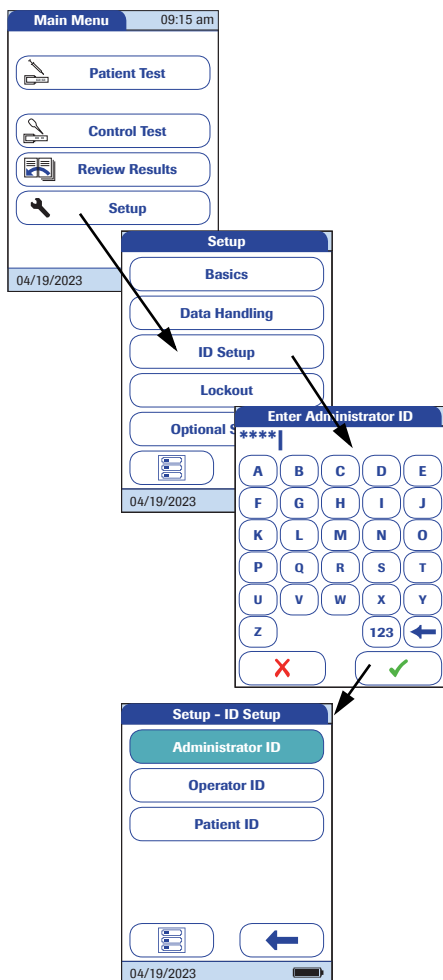 Main Menu 09:15 am
Patient Test
Control Test
Review Results
Setup
04/19/2023
Setup
Basics
Data Handling
ID Setup
Lockout
Optional S
04/19/2023
Enter Administrator ID
****
A B C D E
F G H I J
K L M N O
P Q R S T
U V W X Y
Z 123
Setup - ID Setup
Administrator ID
Operator ID
Patient ID
04/19/2023